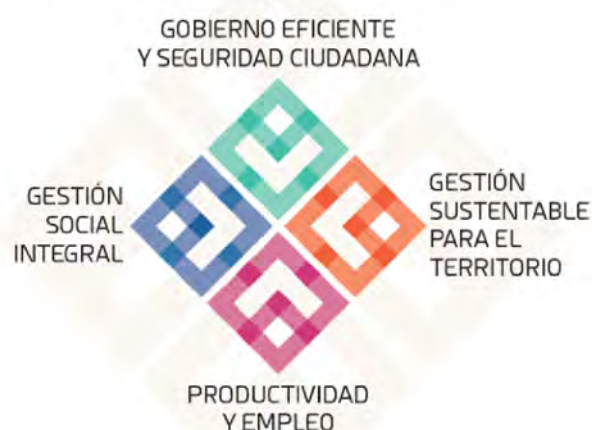 GOBIERNO EFICIENTE
Y SEGURIDAD CIUDADANA
GESTIÓN
SOCIAL
INTEGRAL
GESTIÓN
SUSTENTABLE
PARA EL
TERRITORIO
PRODUCTIVIDAD
Y EMPLEO